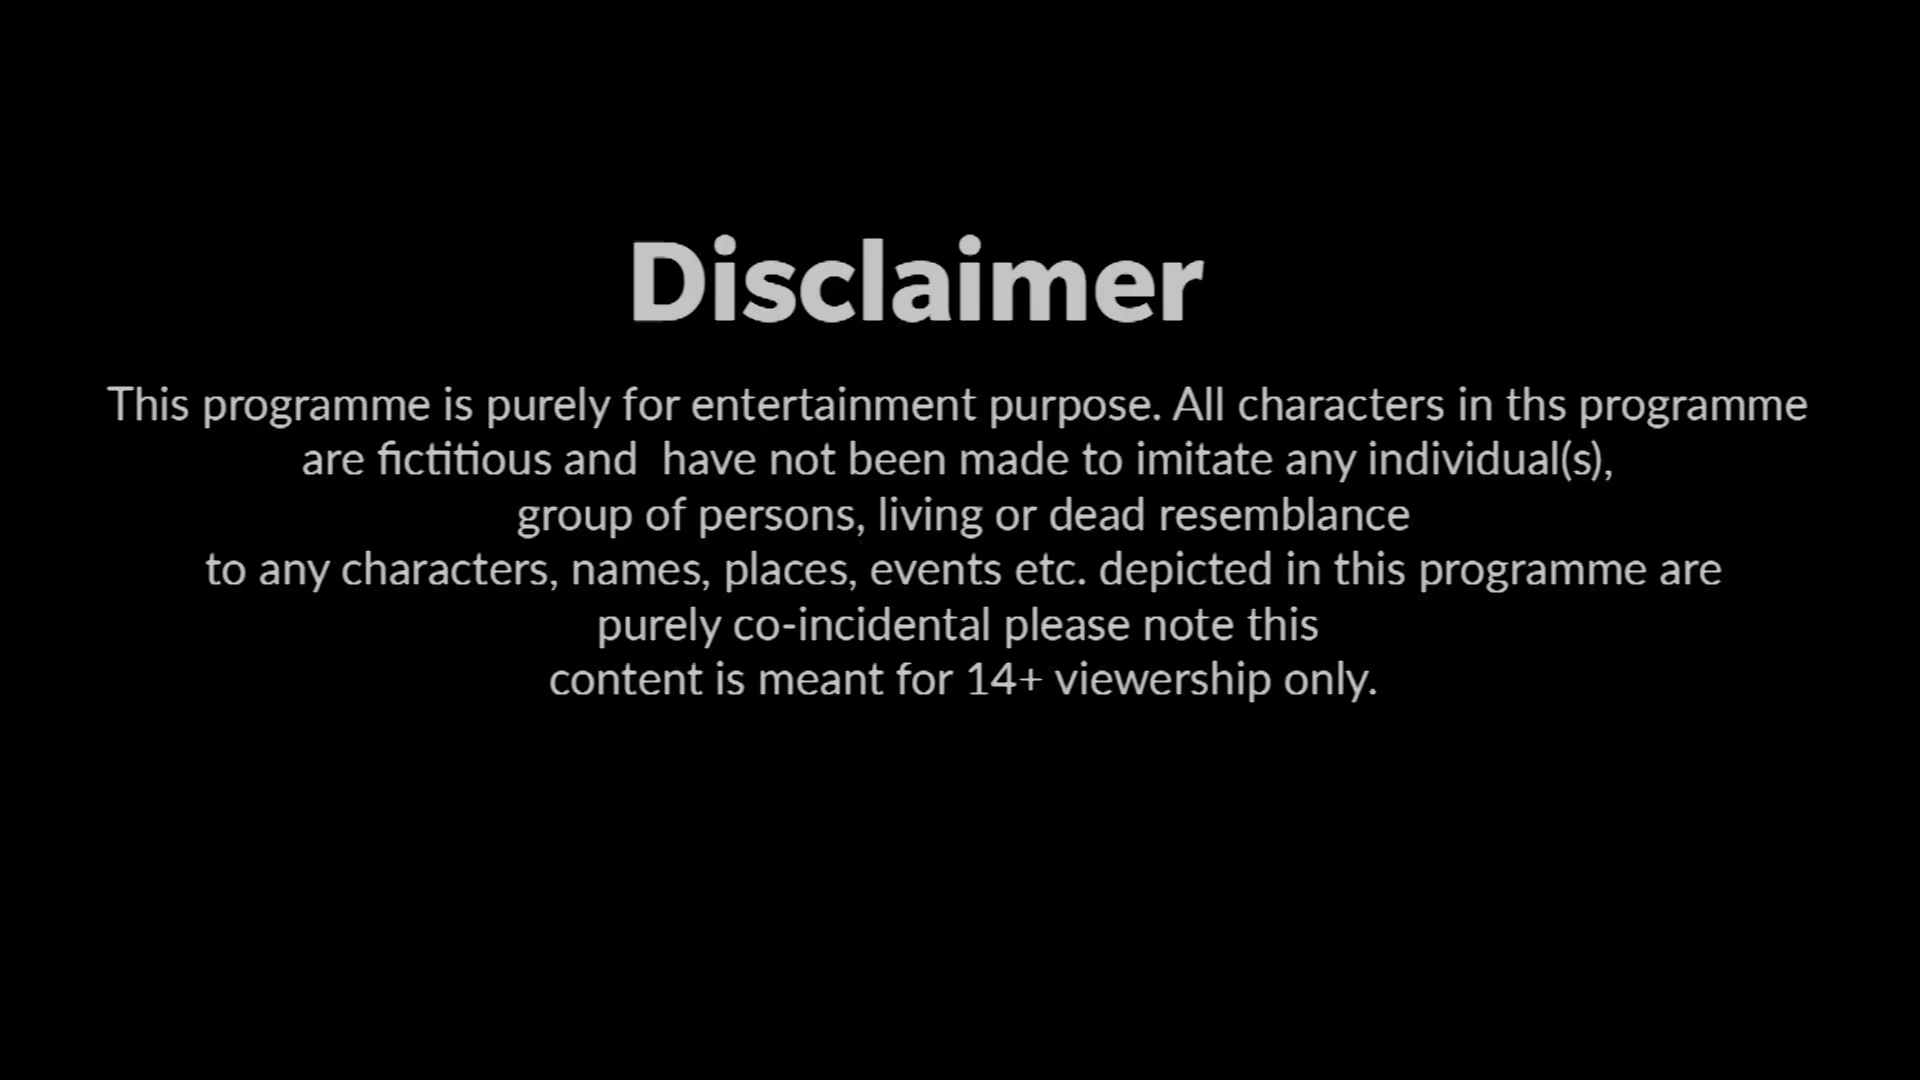 Disclaimer
This programme is purely for entertainment purpose. All characters in ths programme
are fictitious and  have not been made to imitate any individual(s),
group of persons, living or dead resemblance
to any characters, names, places, events etc. depicted in this programme are
purely co-incidental please note this
content is meant for 14+ viewership only.